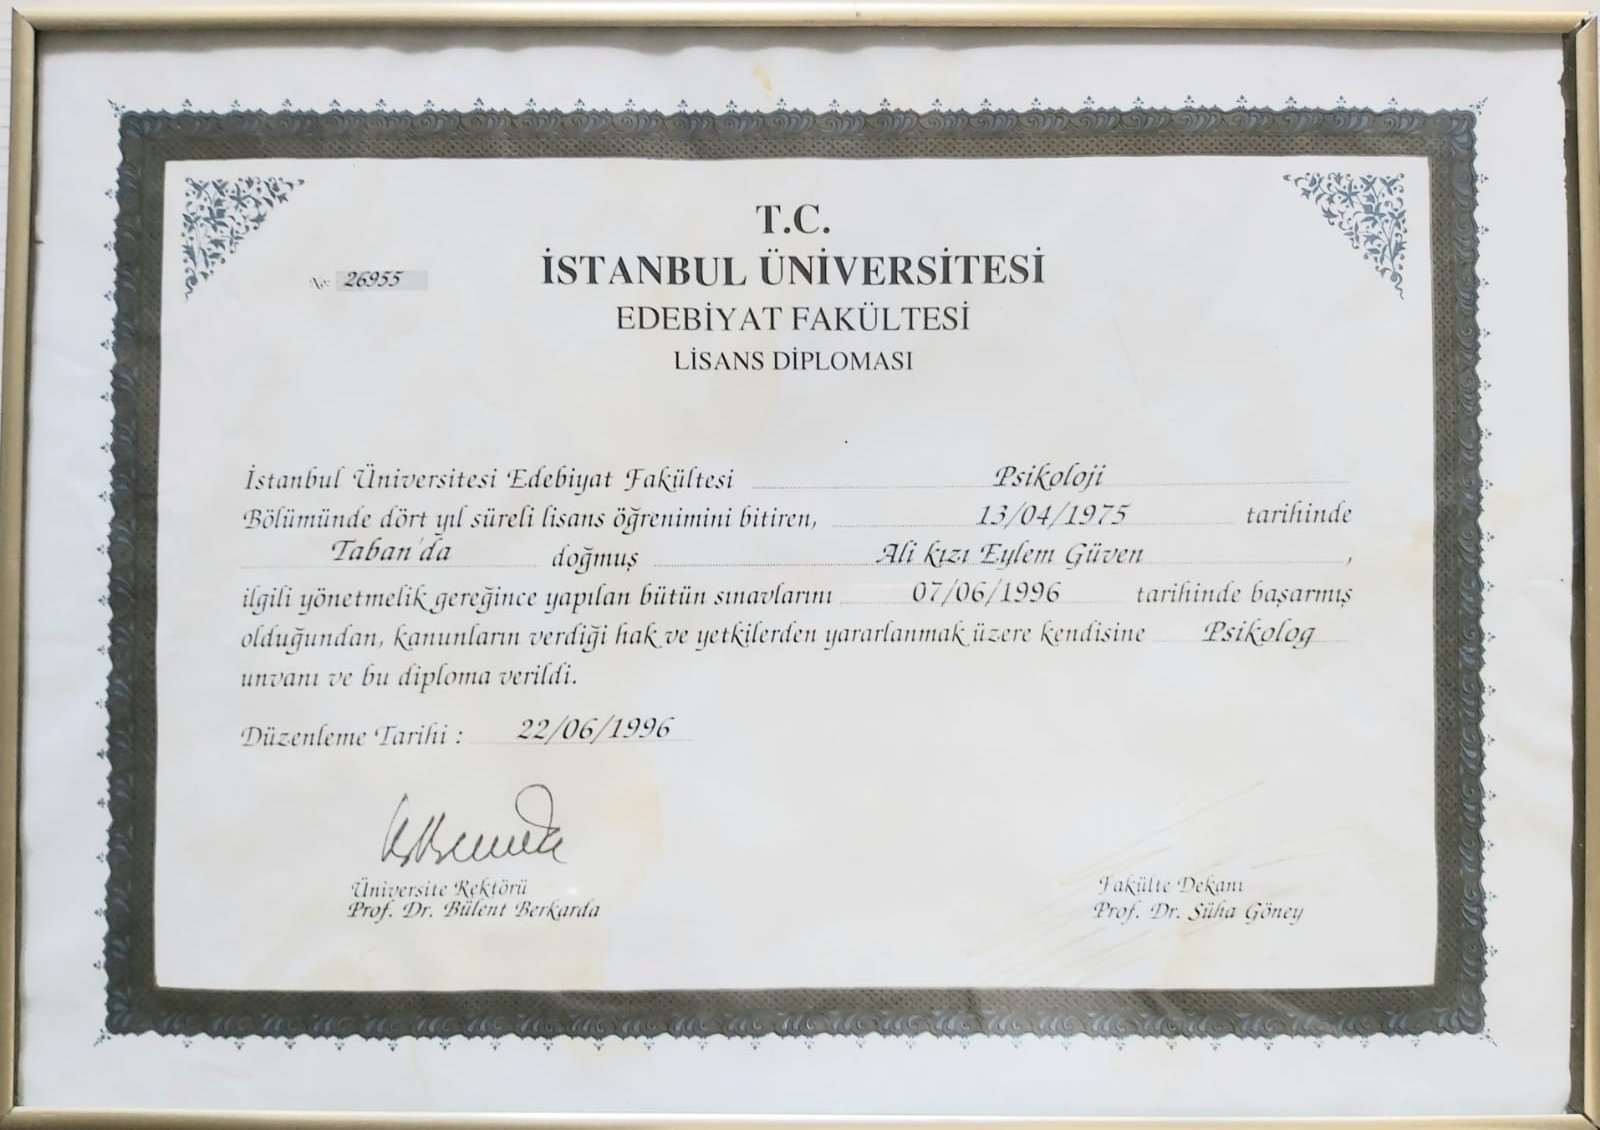 T.C.
İSTANBUL ÜNİVERSİTESİ
No: 26955
EDEBİYAT FAKÜLTESİ
LİSANS DİPLOMASI
İstanbul Üniversitesi Edebiyat Fakültesi Psikoloji
Bölümünde dört yıl süreli lisans öğrenimini bitiren, 13/04/1975 tarihinde
Taban'da doğmuş Ali kızı Eylem Güven,
ilgili yönetmelik gereğince yapılan bütün sınavlarını 07/06/1996 tarihinde başarmış
olduğundan, kanunların verdiği hak ve yetkilerden yararlanmak üzere kendisine Psikolog
unvanı ve bu diploma verildi.
Düzenleme Tarihi : 22/06/1996
Üniversite Rektörü
Prof. Dr. Bülent Berkarda
Fakülte Dekanı
Prof. Dr. Süha Göney